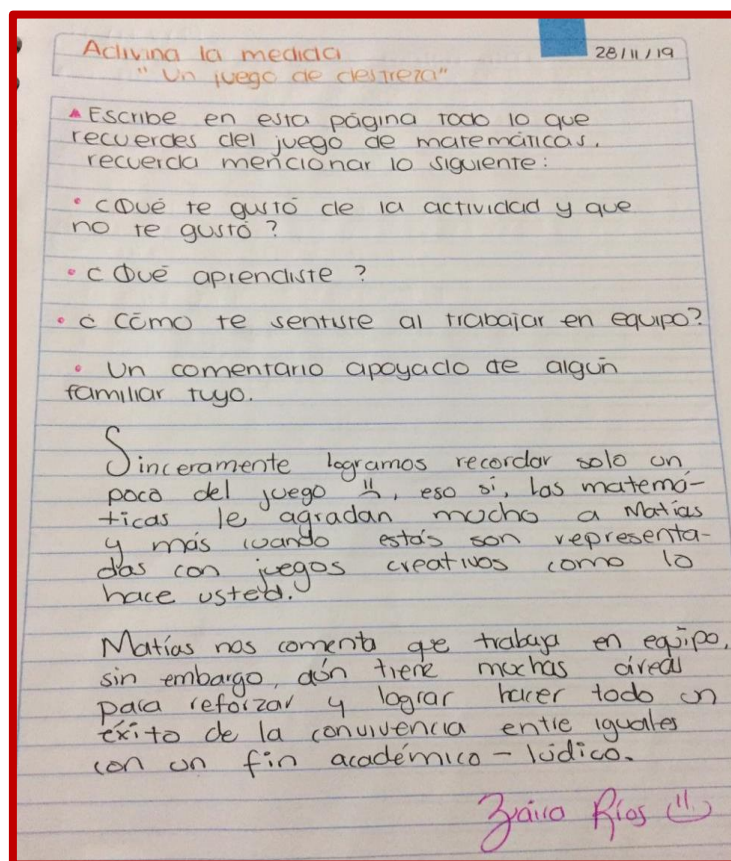 Adivina la medida
28/11/19
"Un juego de destreza"
Escribe en esta página todo lo que
recuerdes del juego de matemáticas.
recuerda mencionar lo siguiente:
• ¿Qué te gustó de la actividad y que
no te gustó?
• ¿Qué aprendiste?
• ¿Cómo te sentiste al trabajar en equipo?
• Un comentario apoyado de algún
familiar tuyo.
Sinceramente logramos recordar solo un
poco del juego, eso si, las matemá-
ticas le agradan mucho a Matías
y más cuando estás son representa-
das con juegos creativos como lo
hace usted.
Matías nos comenta que trabaja en equipo,
sin embargo, aún tiene muchas áreas
para reforzar y lograr hacer todo un
éxito de la convivencia entre iguales
con un fin académico - lúdico.
Ríos